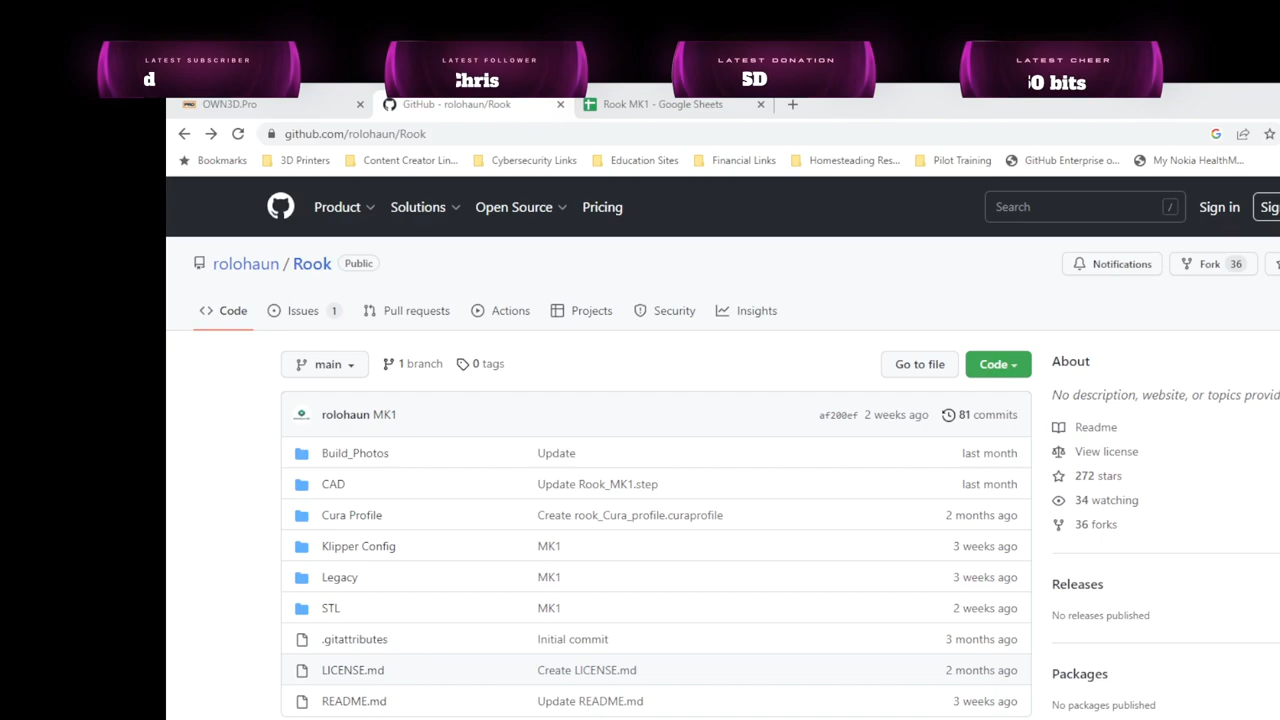 LATEST SUBSCRIBER
LATEST FOLLOWER
LATEST DONATION
LATEST CHEER
d
hris
SD
0 bits
OWN3D.Pro
GitHub - rolohaun/Rook
Rook MK1 - Google Sheets
github.com/rolohaun/Rook
Bookmarks
3D Printers
Content Creator Lin...
Cybersecurity Links
Education Sites
Financial Links
Homesteading Res...
Pilot Training
GitHub Enterprise o...
My Nokia HealthM...
Product
Solutions
Open Source
Pricing
Search
/
Sign in
Sig
rolohaun / Rook
Public
Notifications
Fork 36
Code
Issues 1
Pull requests
Actions
Projects
Security
Insights
main
1 branch
0 tags
Go to file
Code
About
No description, website, or topics provid
rolohaun MK1
af200ef 2 weeks ago
81 commits
Readme
View license
272 stars
34 watching
36 forks
Build_Photos Update last month
CAD Update Rook_MK1.step last month
Cura Profile Create rook_Cura_profile.curaprofile 2 months ago
Klipper Config MK1 3 weeks ago
Legacy MK1 3 weeks ago
STL MK1 2 weeks ago
.gitattributes Initial commit 3 months ago
LICENSE.md Create LICENSE.md 2 months ago
README.md Update README.md 3 weeks ago
Releases
No releases published
Packages
No packages published